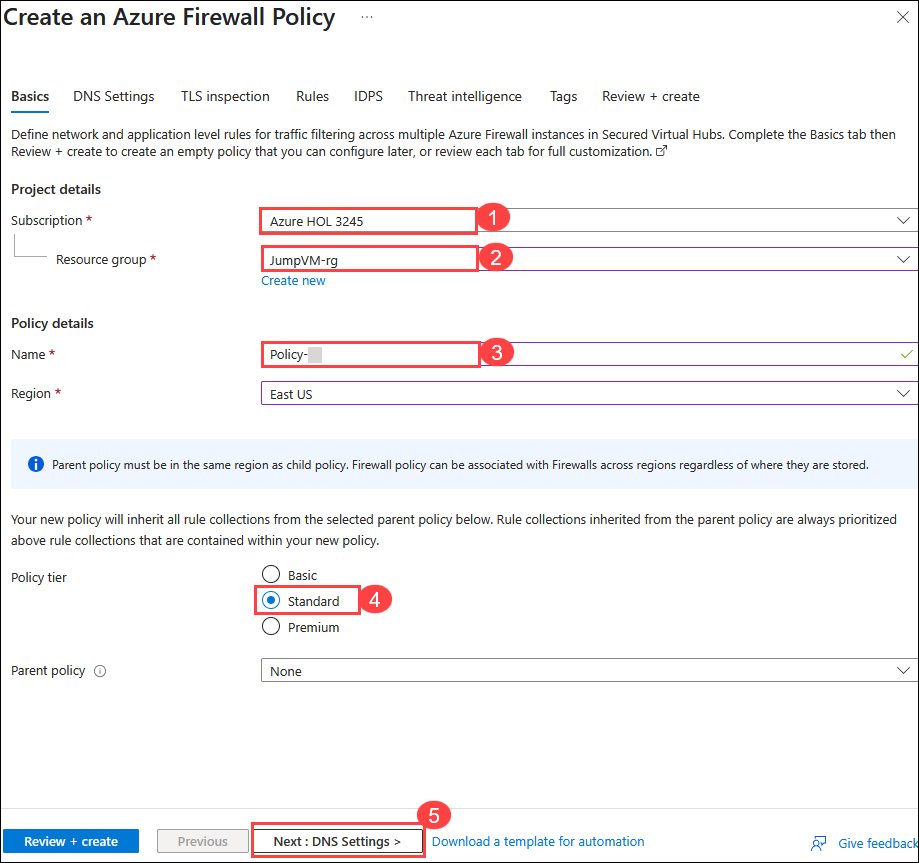 Create an Azure Firewall Policy ...
Basics DNS Settings TLS inspection Rules IDPS Threat intelligence Tags Review + create
Define network and application level rules for traffic filtering across multiple Azure Firewall instances in Secured Virtual Hubs. Complete the Basics tab then
Review + create to create an empty policy that you can configure later, or review each tab for full customization.
Project details
Subscription * Azure HOL 3245 1
Resource group * JumpVM-rg 2
Create new
Policy details
Name * Policy- 3
Region * East US
Parent policy must be in the same region as child policy. Firewall policy can be associated with Firewalls across regions regardless of where they are stored.
Your new policy will inherit all rule collections from the selected parent policy below. Rule collections inherited from the parent policy are always prioritized
above rule collections that are contained within your new policy.
Policy tier Basic
Standard 4
Premium
Parent policy None
5
Review + create Previous Next : DNS Settings > Download a template for automation Give feedback